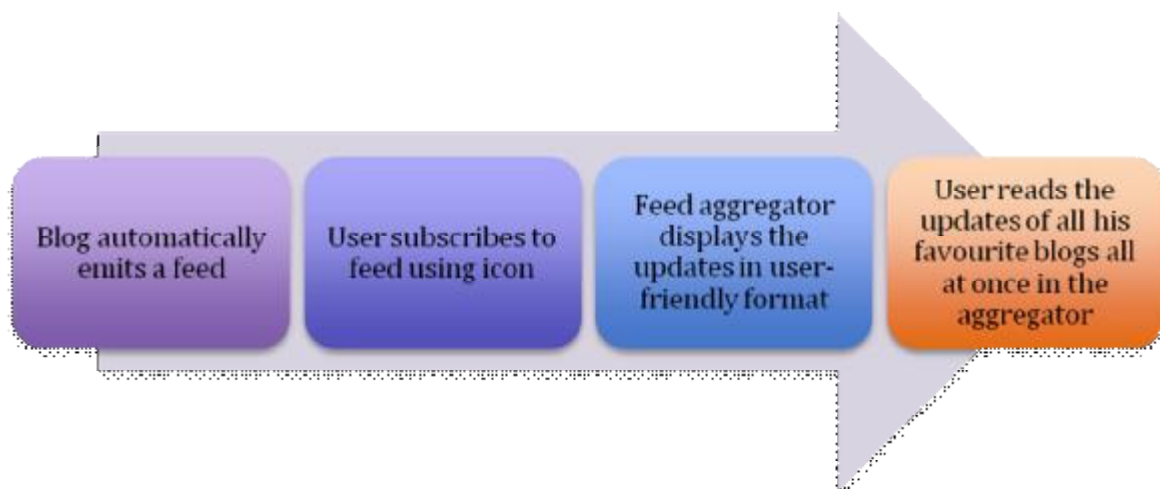 Blog automatically
emits a feed
User subscribes to
feed using icon
Feed aggregator
displays the
updates in user-
friendly format
User reads the
updates of all his
favourite blogs all
at once in the
aggregator